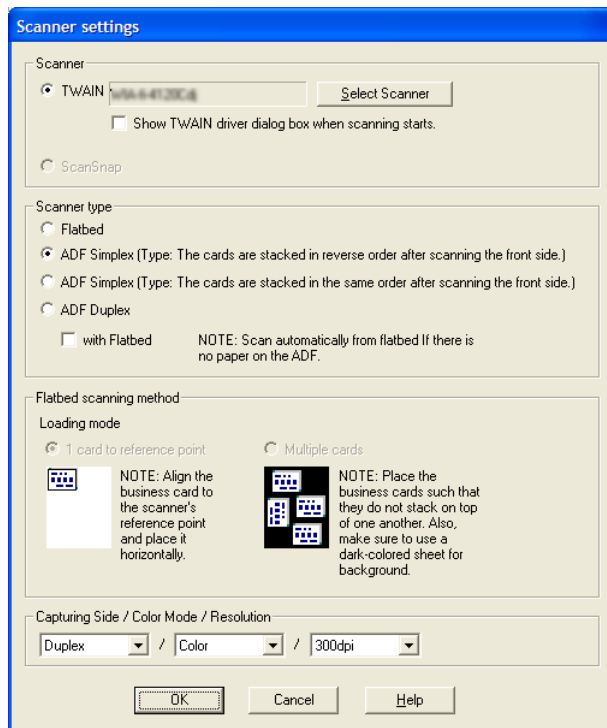 Scanner settings
Scanner
TWAIN
Select Scanner
Show TWAIN driver dialog box when scanning starts.
ScanSnap
Scanner type
Flatbed
ADF Simplex (Type: The cards are stacked in reverse order after scanning the front side.)
ADF Simplex (Type: The cards are stacked in the same order after scanning the front side.)
ADF Duplex
with Flatbed
NOTE: Scan automatically from flatbed If there is
no paper on the ADF.
Flatbed scanning method
Loading mode
1 card to reference point
NOTE: Align the
business card to
the scanner's
reference point
and place it
horizontally.
Multiple cards
NOTE: Place the
business cards such that
they do not stack on top
of one another. Also,
make sure to use a
dark-colored sheet for
background.
Capturing Side / Color Mode / Resolution
Duplex / Color / 300dpi
OK Cancel Help